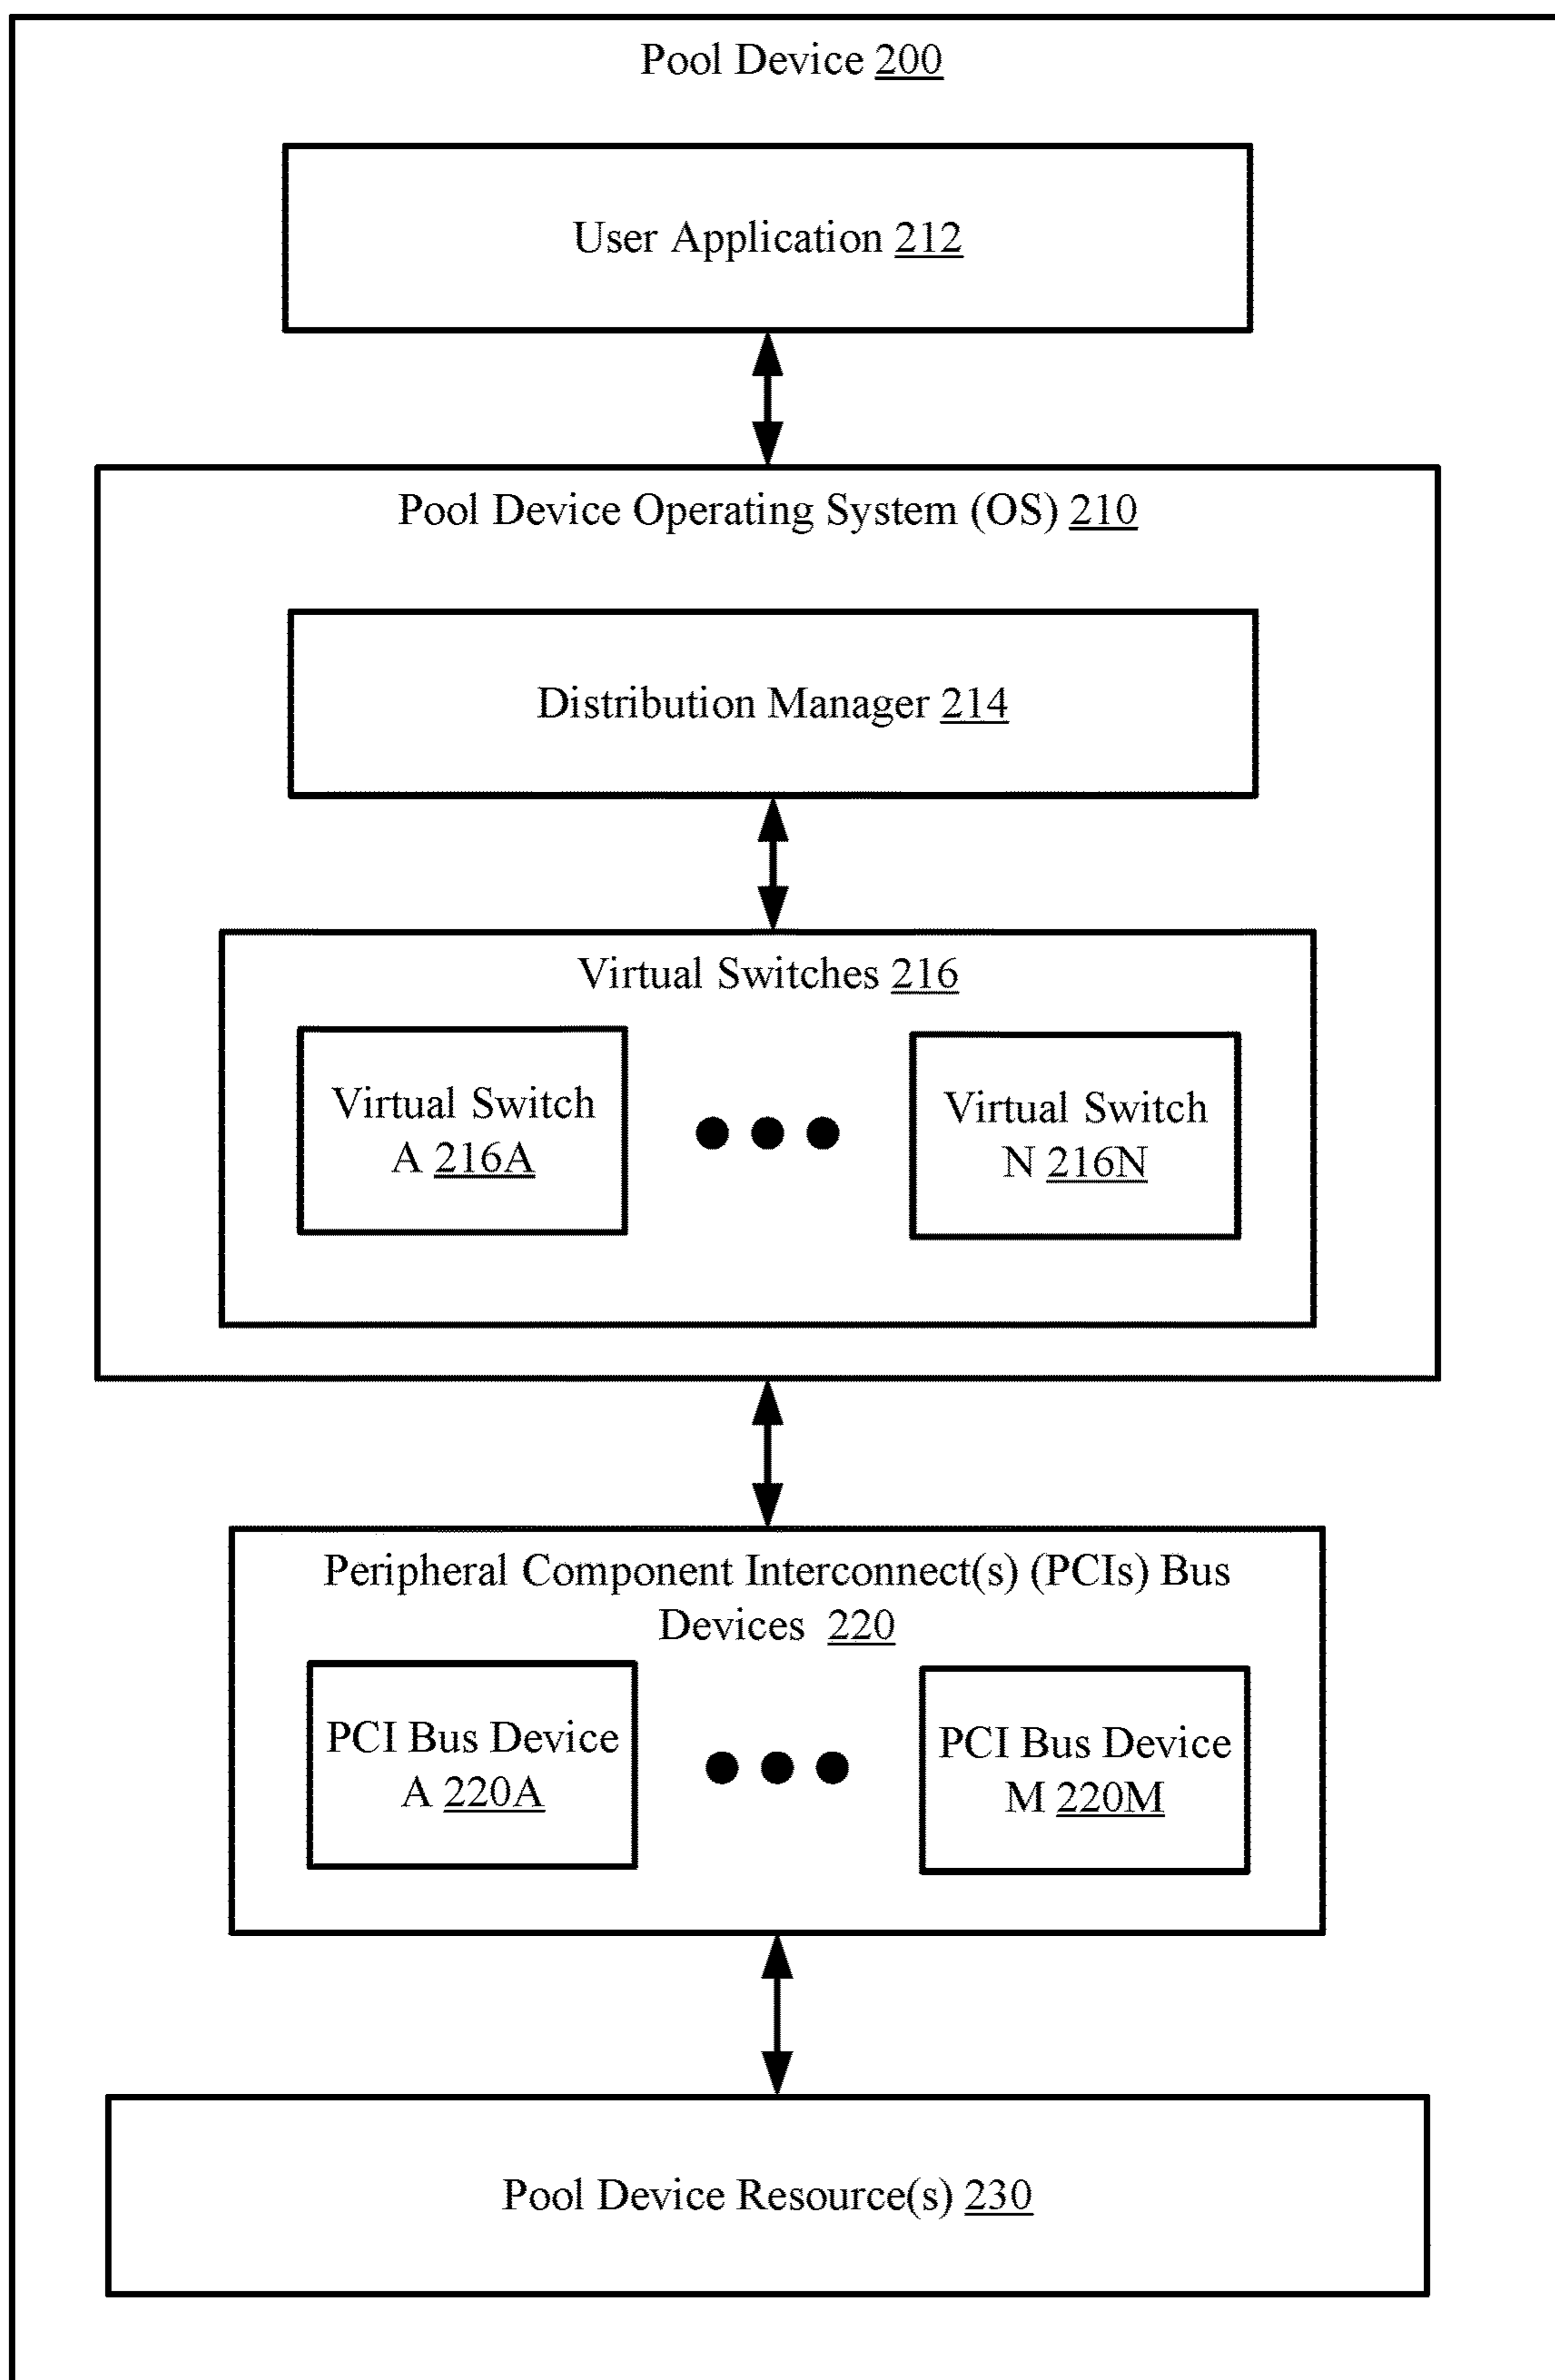 Pool Device 200
User Application 212
Pool Device Operating System (OS) 210
Distribution Manager 214
Virtual Switches 216
Virtual Switch
A 216A
Virtual Switch
N 216N
Peripheral Component Interconnect(s) (PCIs) Bus
Devices 220
PCI Bus Device
A 220A
PCI Bus Device
M 220M
Pool Device Resource(s) 230